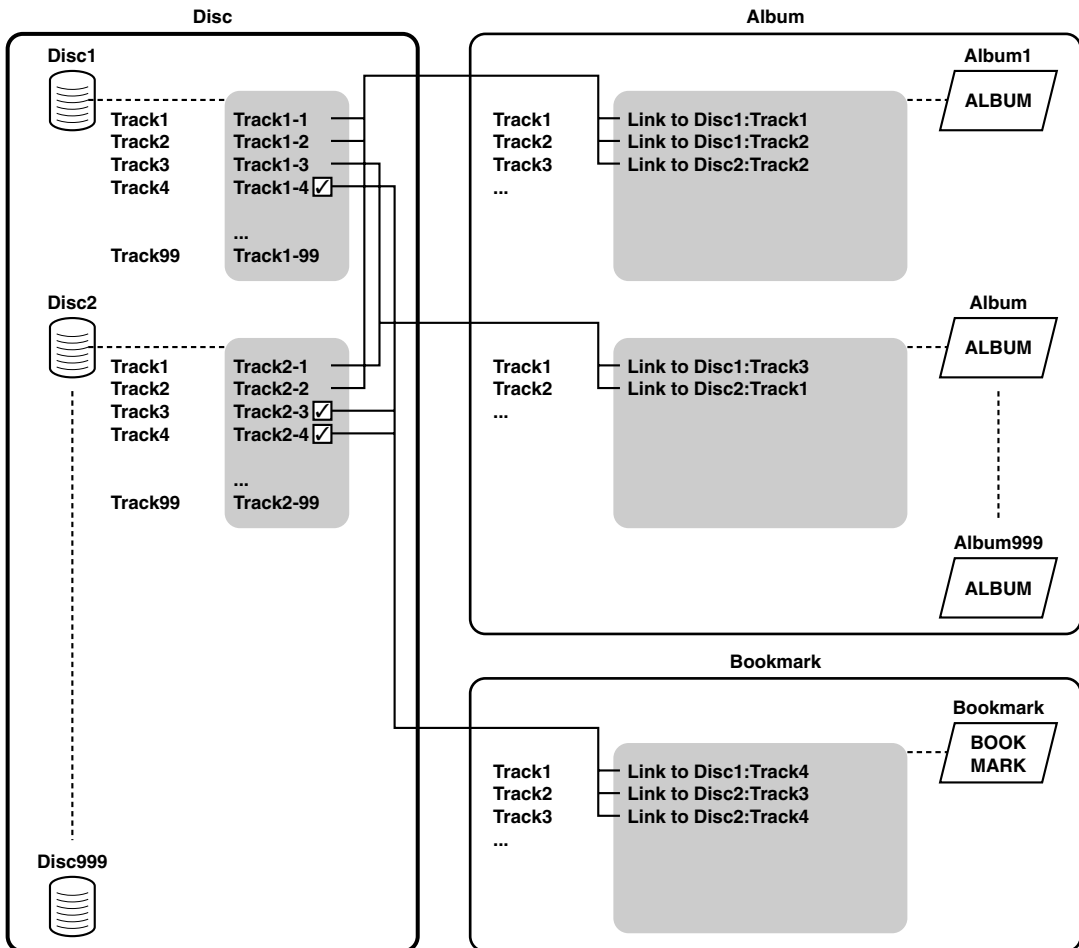 Disc
Disc1
Track1 Track1-1
Track2 Track1-2
Track3 Track1-3
Track4 Track1-4
...
Track99 Track1-99
Disc2
Track1 Track2-1
Track2 Track2-2
Track3 Track2-3
Track4 Track2-4
...
Track99 Track2-99
Disc999
Album
Album1
ALBUM
Track1 Link to Disc1:Track1
Track2 Link to Disc1:Track2
Track3 Link to Disc2:Track2
...
Album
ALBUM
Track1 Link to Disc1:Track3
Track2 Link to Disc2:Track1
...
Album999
ALBUM
Bookmark
Bookmark
BOOK
MARK
Track1 Link to Disc1:Track4
Track2 Link to Disc2:Track3
Track3 Link to Disc2:Track4
...